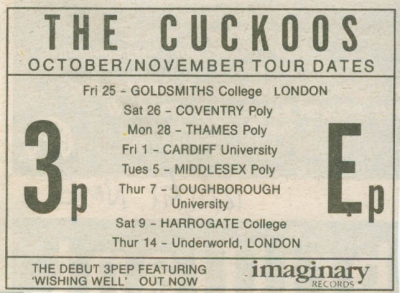 THE CUCKOOS
OCTOBER/NOVEMBER TOUR DATES
Fri 25 - GOLDSMITHS College LONDON
Sat 26 - COVENTRY Poly
Mon 28 - THAMES Poly
Fri 1 - CARDIFF University
Tues 5 - MIDDLESEX Poly
Thur 7 - LOUGHBOROUGH
University
Sat 9 - HARROGATE College
Thur 14 - Underworld, LONDON
3p
Ep
THE DEBUT 3PEP FEATURING
'WISHING WELL' OUT NOW
imaginary
RECORDS